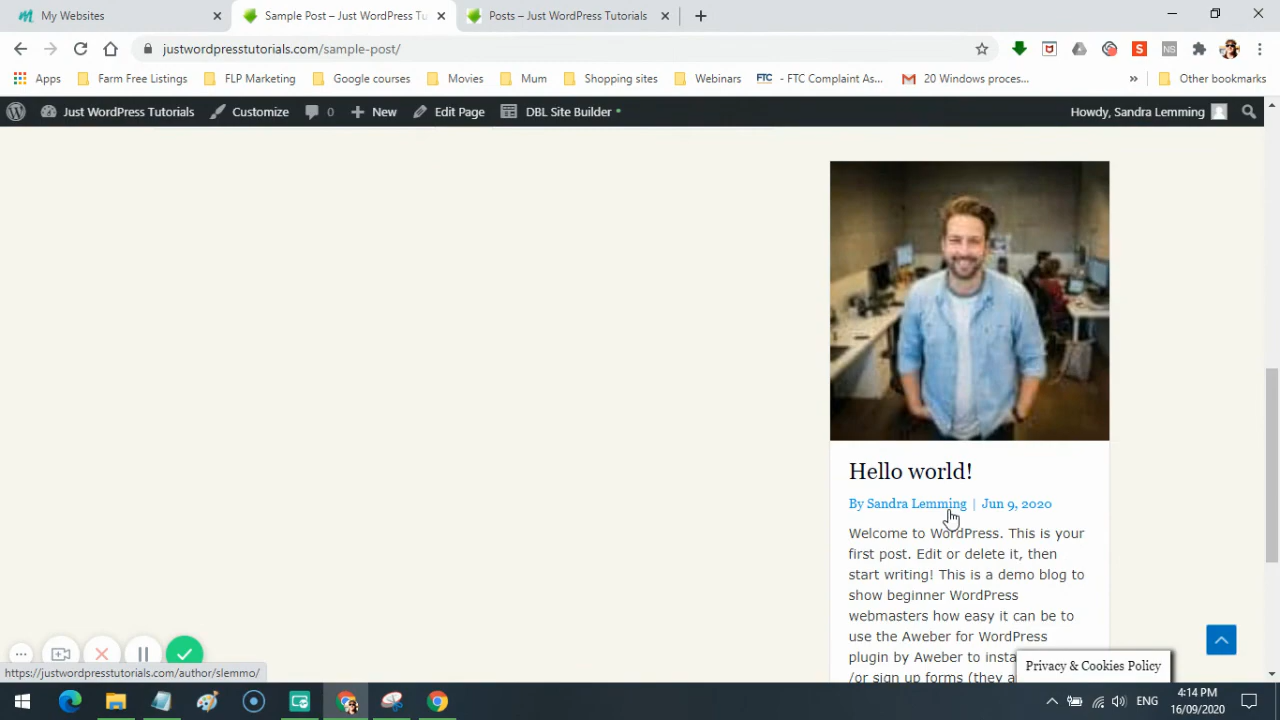 My Websites
Sample Post – Just WordPress Tu
Posts – Just WordPress Tutorials
justwordpresstutorials.com/sample-post/
Apps
Farm Free Listings
FLP Marketing
Google courses
Movies
Mum
Shopping sites
Webinars
FTC - FTC Complaint As...
20 Windows proces...
Other bookmarks
Just WordPress Tutorials
Customize
0
New
Edit Page
DBL Site Builder *
Howdy, Sandra Lemming
Hello world!
By Sandra Lemming | Jun 9, 2020
Welcome to WordPress. This is your
first post. Edit or delete it, then
start writing! This is a demo blog to
show beginner WordPress
webmasters how easy it can be to
use the Aweber for WordPress
plugin by Aweber to insta
/or sign up forms (they a
Privacy & Cookies Policy
https://justwordpresstutorials.com/author/slemmo/
ENG
4:14 PM
16/09/2020